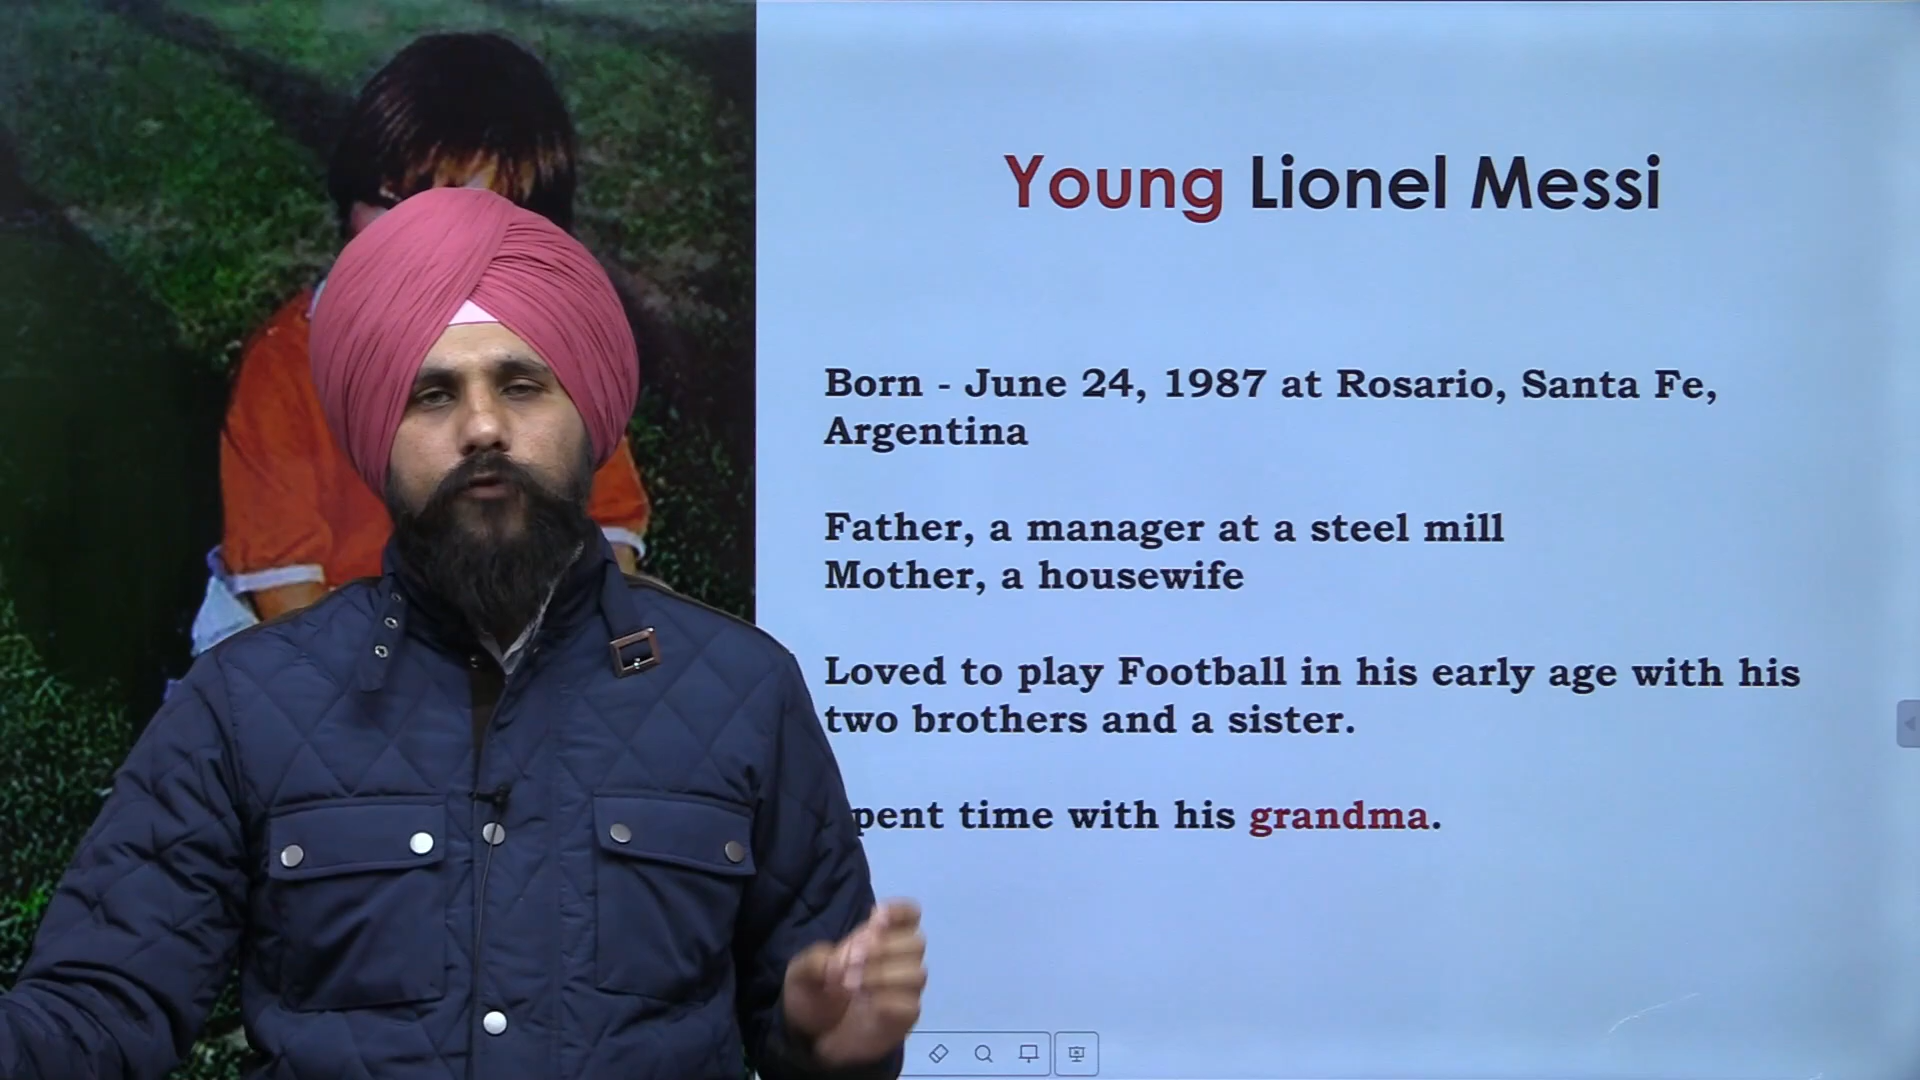 Young Lionel Messi
Born - June 24, 1987 at Rosario, Santa Fe,
Argentina
Father, a manager at a steel mill
Mother, a housewife
Loved to play Football in his early age with his
two brothers and a sister.
time with his grandma.